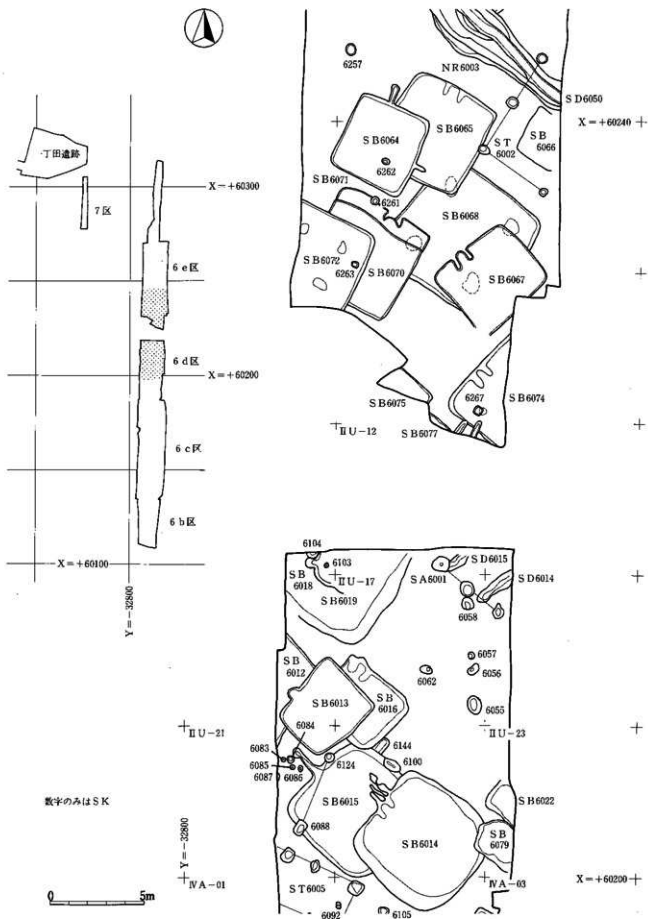 6257
NR6003
SD6050
SB6064
SB6065
ST
6002
SB
6066
X=+60240
6262
SB6071
6261
SB6068
SB6072
6263
SB6070
SB6067
SB6075
6267
SB6074
ⅡU-12
SB6077
丁田遺跡
7区
X=+60300
6e区
6d区
X=+60200
6c区
6b区
X=+60100
Y=-32800
6104
6103
SB
6018
ⅡU-17
SB6019
SA6001
SD6015
SD6014
6058
SB
6012
6057
6056
6062
SB6013
SB
6016
6055
ⅡU-21
6084
ⅡU-23
6083
6085
6087
6086
6124
6144
6100
SB6015
SB6022
6088
SB6014
SB
6079
数字のみはSK
Y=-32800
0
5m
ⅣA-01
ST6005
6092
6105
ⅣA-03
X=+60200